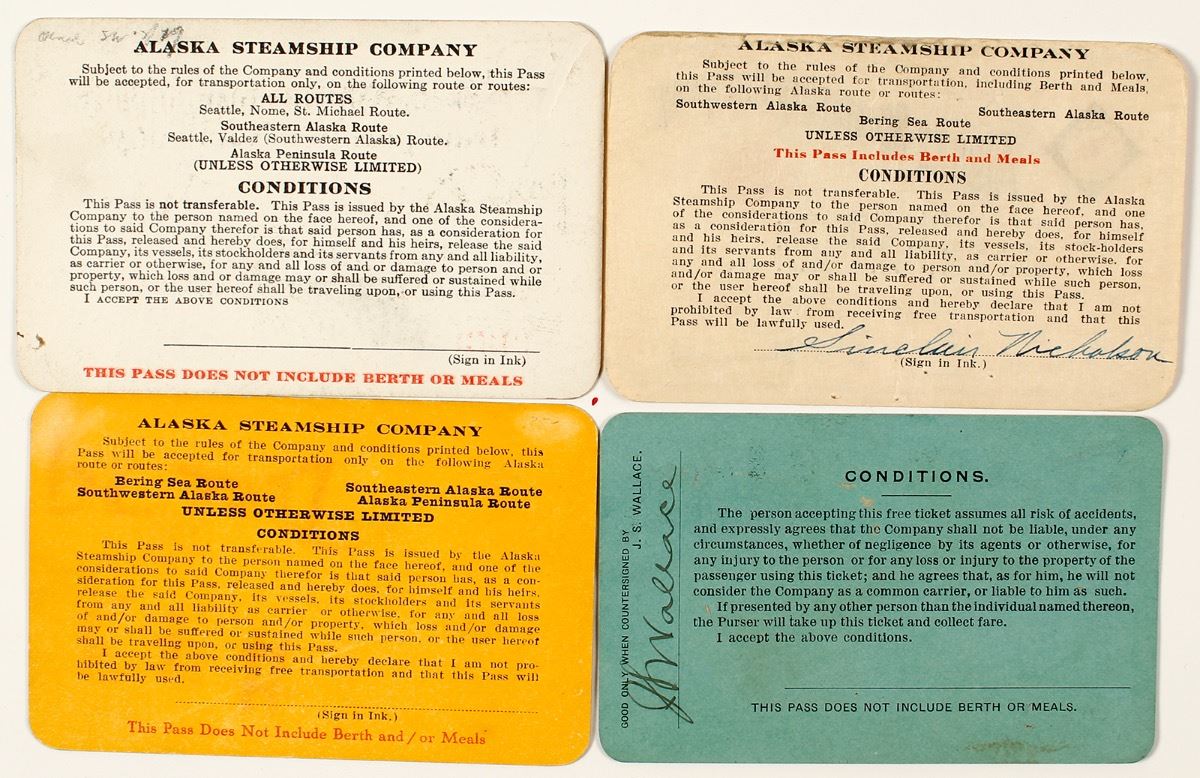 ALASKA STEAMSHIP COMPANY
Subject to the rules of the Company and conditions printed below, this Pass
will be accepted, for transportation only, on the following route or routes:
ALL ROUTES
Seattle, Nome, St. Michael Route.
Southeastern Alaska Route
Seattle, Valdez (Southwestern Alaska) Route.
Alaska Peninsula Route
(UNLESS OTHERWISE LIMITED)
CONDITIONS
This Pass is not transferable. This Pass is issued by the Alaska Steamship
Company to the person named on the face hereof, and one of the considera-
tions to said Company therefor is that said person has, as a consideration for
this Pass, released and hereby does, for himself and his heirs, release the said
Company, its vessels, its stockholders and its servants from any and all liability,
as carrier or otherwise, for any and all loss of and or damage to person and or
property, which loss and or damage may or shall be suffered or sustained while
such person, or the user hereof shall be traveling upon, or using this Pass.
I ACCEPT THE ABOVE CONDITIONS
(Sign in Ink)
THIS PASS DOES NOT INCLUDE BERTH OR MEALS
ALASKA STEAMSHIP COMPANY
Subject to the rules of the Company and conditions printed below,
this Pass will be accepted for transportation, including Berth and Meals,
on the following Alaska route or routes:
Southwestern Alaska Route Southeastern Alaska Route
Bering Sea Route
UNLESS OTHERWISE LIMITED
This Pass Includes Berth and Meals
CONDITIONS
This Pass is not transferable. This Pass is issued by the Alaska
Steamship Company to the person named on the face hereof, and one
of the considerations to said Company therefor is that said person has,
as a consideration for this Pass, released and hereby does, for himself
and his heirs, release the said Company, its vessels, its stock-holders
and its servants from any and all liability, as carrier or otherwise, for
any and all loss of and/or damage to person and/or property, which loss
and/or damage may or shall be suffered or sustained while such person,
or the user hereof shall be traveling upon, or using this Pass.
I accept the above conditions and hereby declare that I am not
prohibited by law from receiving free transportation and that this
Pass will be lawfully used.
Sinclair Nicholson
(Sign in Ink.)
ALASKA STEAMSHIP COMPANY
Subject to the rules of the Company and conditions printed below, this
Pass will be accepted for transportation only on the following Alaska
route or routes:
Bering Sea Route Southeastern Alaska Route
Southwestern Alaska Route Alaska Peninsula Route
UNLESS OTHERWISE LIMITED
CONDITIONS
This Pass is not transferable. This Pass is issued by the Alaska
Steamship Company to the person named on the face hereof, and one of the
considerations to said Company therefor is that said person has, as a con-
sideration for this Pass, released and hereby does, for himself and his heirs,
release the said Company, its vessels, its stockholders and its servants
from any and all liability as carrier or otherwise, for any and all loss
of and/or damage to person and/or property, which loss and/or damage
may or shall be suffered or sustained while such person, or the user hereof
shall be traveling upon, or using this Pass.
I accept the above conditions and hereby declare that I am not pro-
hibited by law from receiving free transportation and that this Pass will
be lawfully used.
(Sign in Ink.)
This Pass Does Not Include Berth and/or Meals
GOOD ONLY WHEN COUNTERSIGNED BY
J. S. WALLACE.
J S Wallace
CONDITIONS.
The person accepting this free ticket assumes all risk of accidents,
and expressly agrees that the Company shall not be liable, under any
circumstances, whether of negligence by its agents or otherwise, for
any injury to the person or for any loss or injury to the property of the
passenger using this ticket; and he agrees that, as for him, he will not
consider the Company as a common carrier, or liable to him as such.
If presented by any other person than the individual named thereon,
the Purser will take up this ticket and collect fare.
I accept the above conditions.
THIS PASS DOES NOT INCLUDE BERTH OR MEALS.